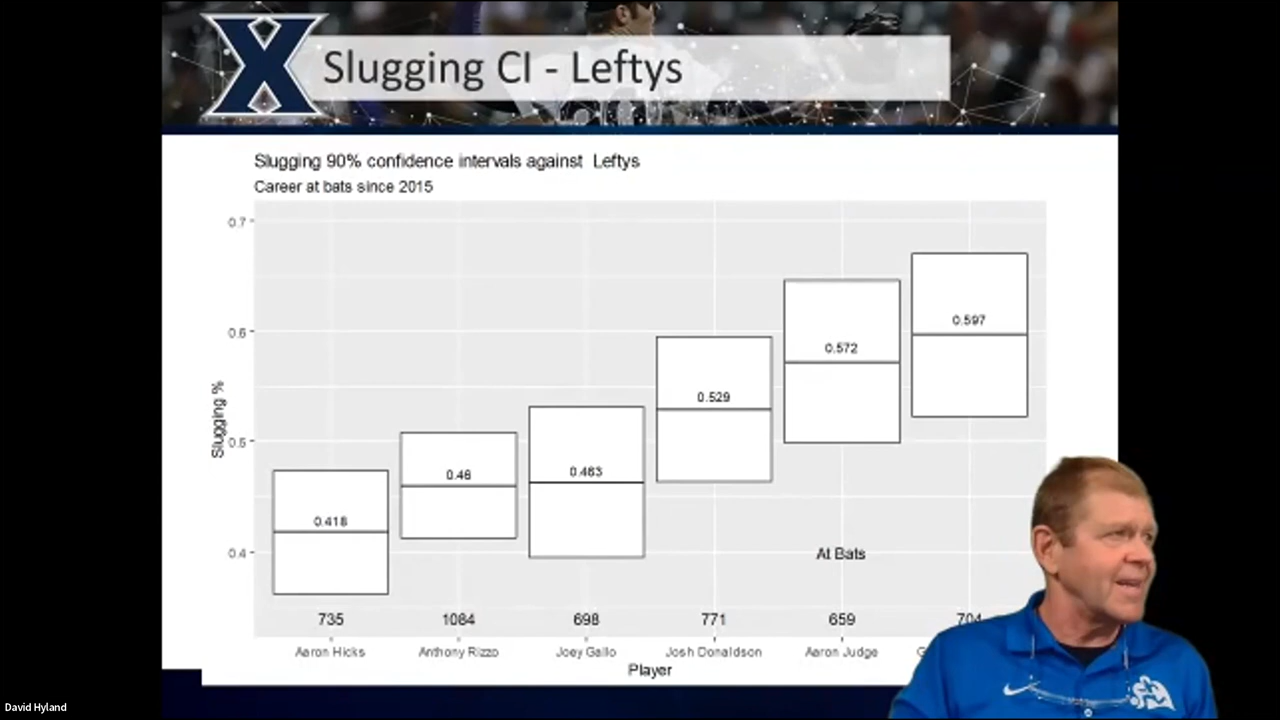 X
Slugging CI - Leftys
Slugging 90% confidence intervals against Leftys
Career at bats since 2015
0.7
0.6
0.5
0.4
Slugging %
0.418
0.46
0.463
0.529
0.572
0.597
At Bats
735 1084 698 771 659 704
Aaron Hicks Anthony Rizzo Joey Gallo Josh Donaldson Aaron Judge
Player
David Hyland